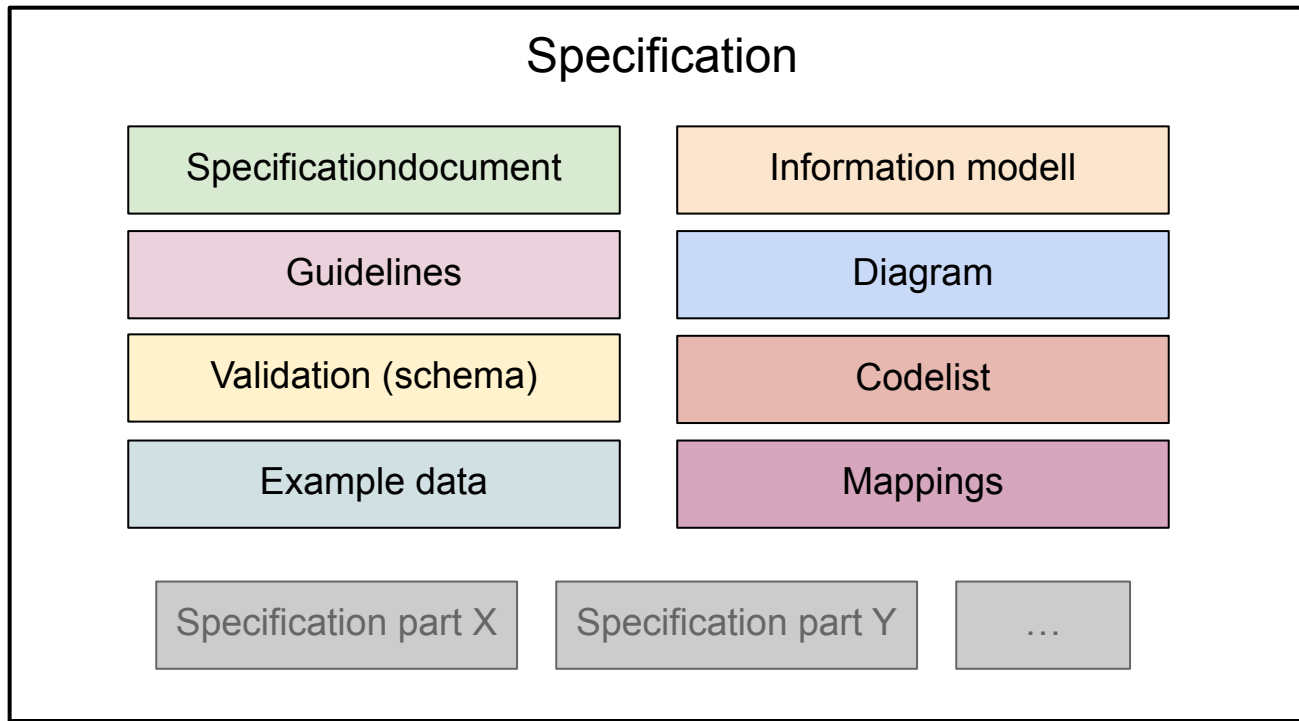 Specification
Specificationdocument
Information modell
Guidelines
Diagram
Validation (schema)
Codelist
Example data
Mappings
Specification part X
Specification part Y
…